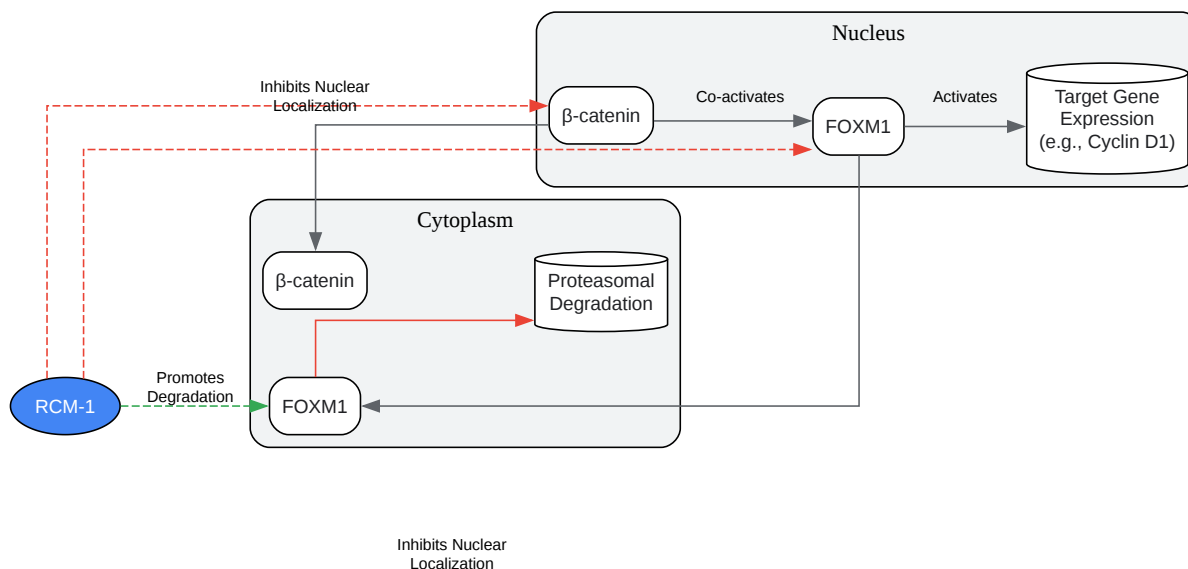 Nucleus
Inhibits Nuclear
Localization
β-catenin
Co-activates
FOXM1
Activates
Target Gene
Expression
(e.g., Cyclin D1)
Cytoplasm
β-catenin
Proteasomal
Degradation
RCM-1
Promotes
Degradation
FOXM1
Inhibits Nuclear
Localization